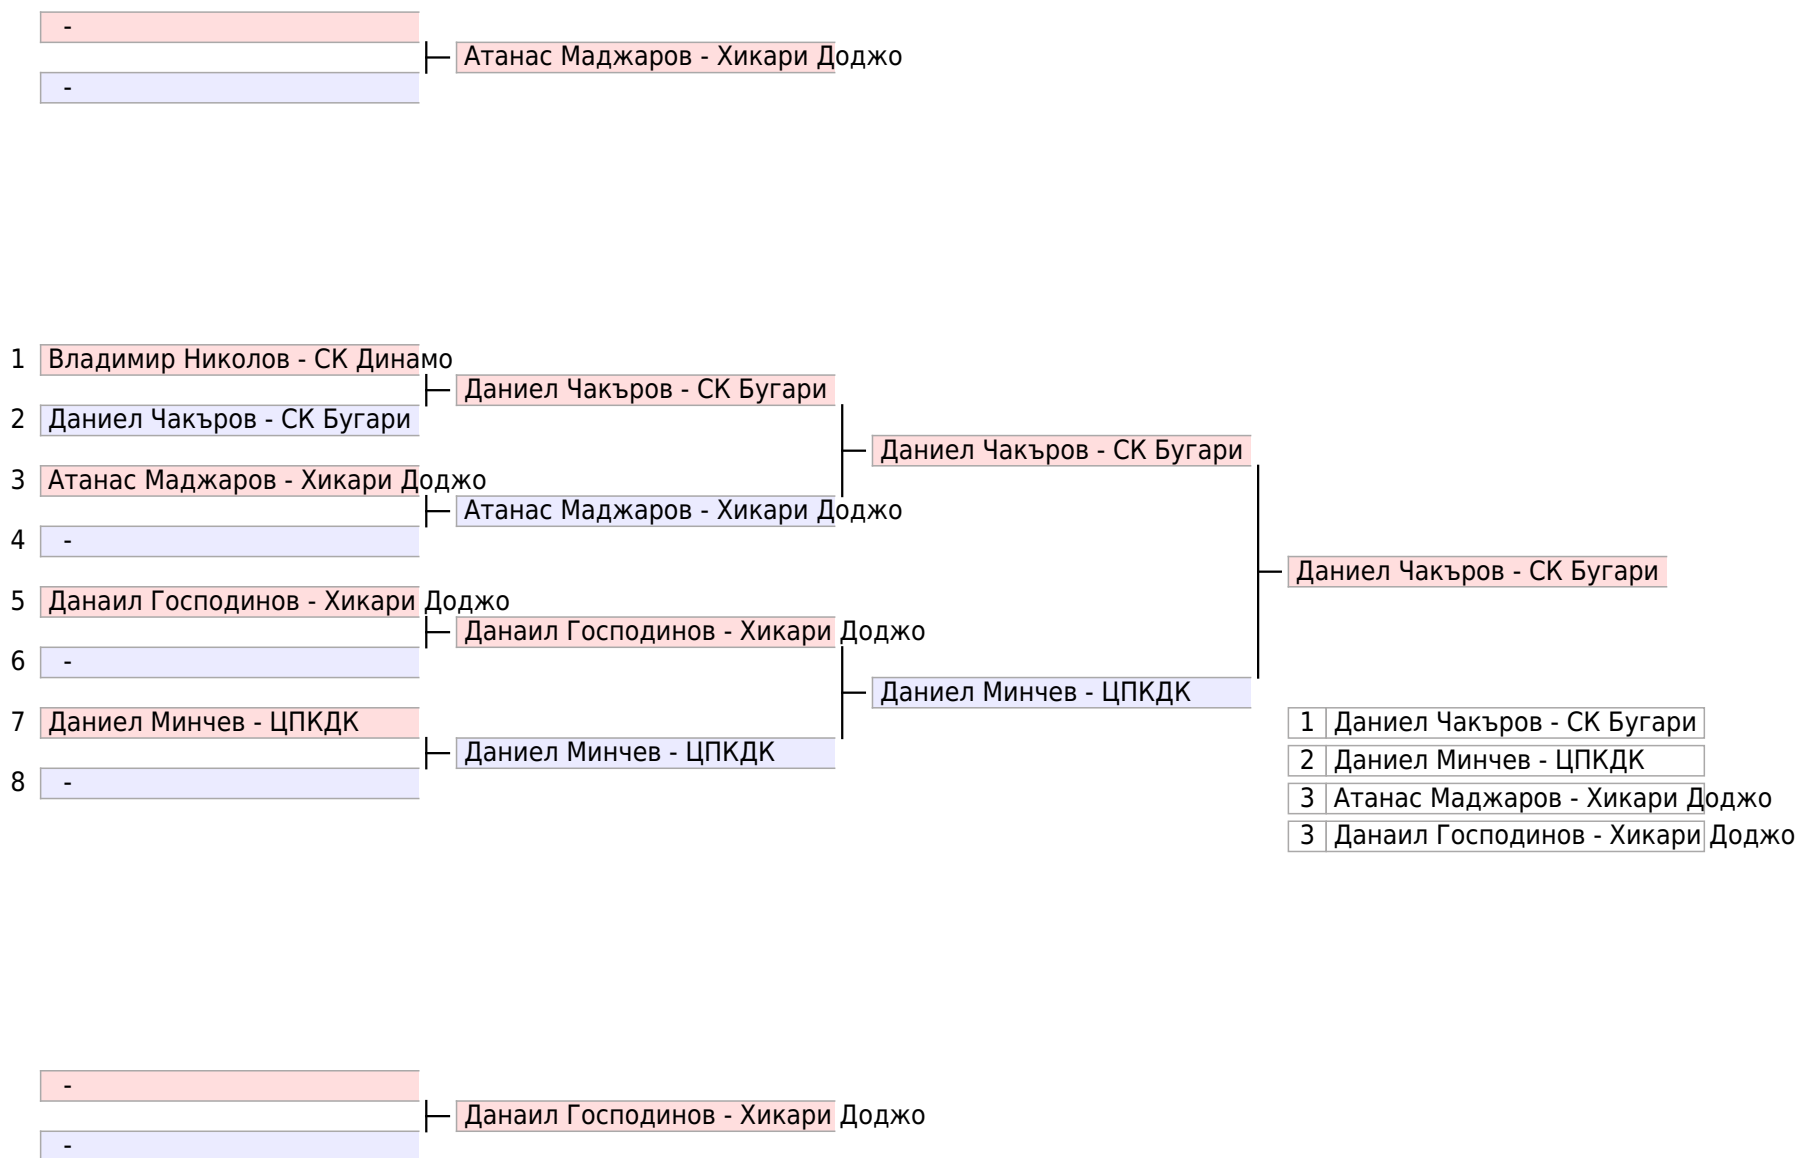 -
Атанас Маджаров - Хикари Доджо
-
1 Владимир Николов - СК Динамо
Даниел Чакъров - СК Бугари
2 Даниел Чакъров - СК Бугари
Даниел Чакъров - СК Бугари
3 Атанас Маджаров - Хикари Доджо
Атанас Маджаров - Хикари Доджо
4 -
Даниел Чакъров - СК Бугари
5 Данаил Господинов - Хикари Доджо
Данаил Господинов - Хикари Доджо
6 -
Даниел Минчев - ЦПКДК
7 Даниел Минчев - ЦПКДК
Даниел Минчев - ЦПКДК
8 -
1 Даниел Чакъров - СК Бугари
2 Даниел Минчев - ЦПКДК
3 Атанас Маджаров - Хикари Доджо
3 Данаил Господинов - Хикари Доджо
-
Данаил Господинов - Хикари Доджо
-